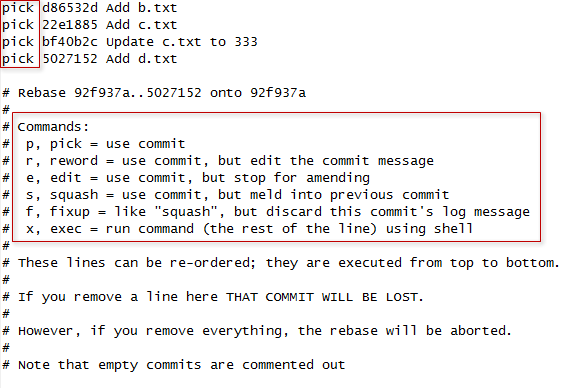 pick d86532d Add b.txt
pick 22e1885 Add c.txt
pick bf40b2c Update c.txt to 333
pick 5027152 Add d.txt
# Rebase 92f937a..5027152 onto 92f937a
#
# Commands:
#  p, pick = use commit
#  r, reword = use commit, but edit the commit message
#  e, edit = use commit, but stop for amending
#  s, squash = use commit, but meld into previous commit
#  f, fixup = like "squash", but discard this commit's log message
#  x, exec = run command (the rest of the line) using shell
#
# These lines can be re-ordered; they are executed from top to bottom.
#
# If you remove a line here THAT COMMIT WILL BE LOST.
#
# However, if you remove everything, the rebase will be aborted.
#
# Note that empty commits are commented out